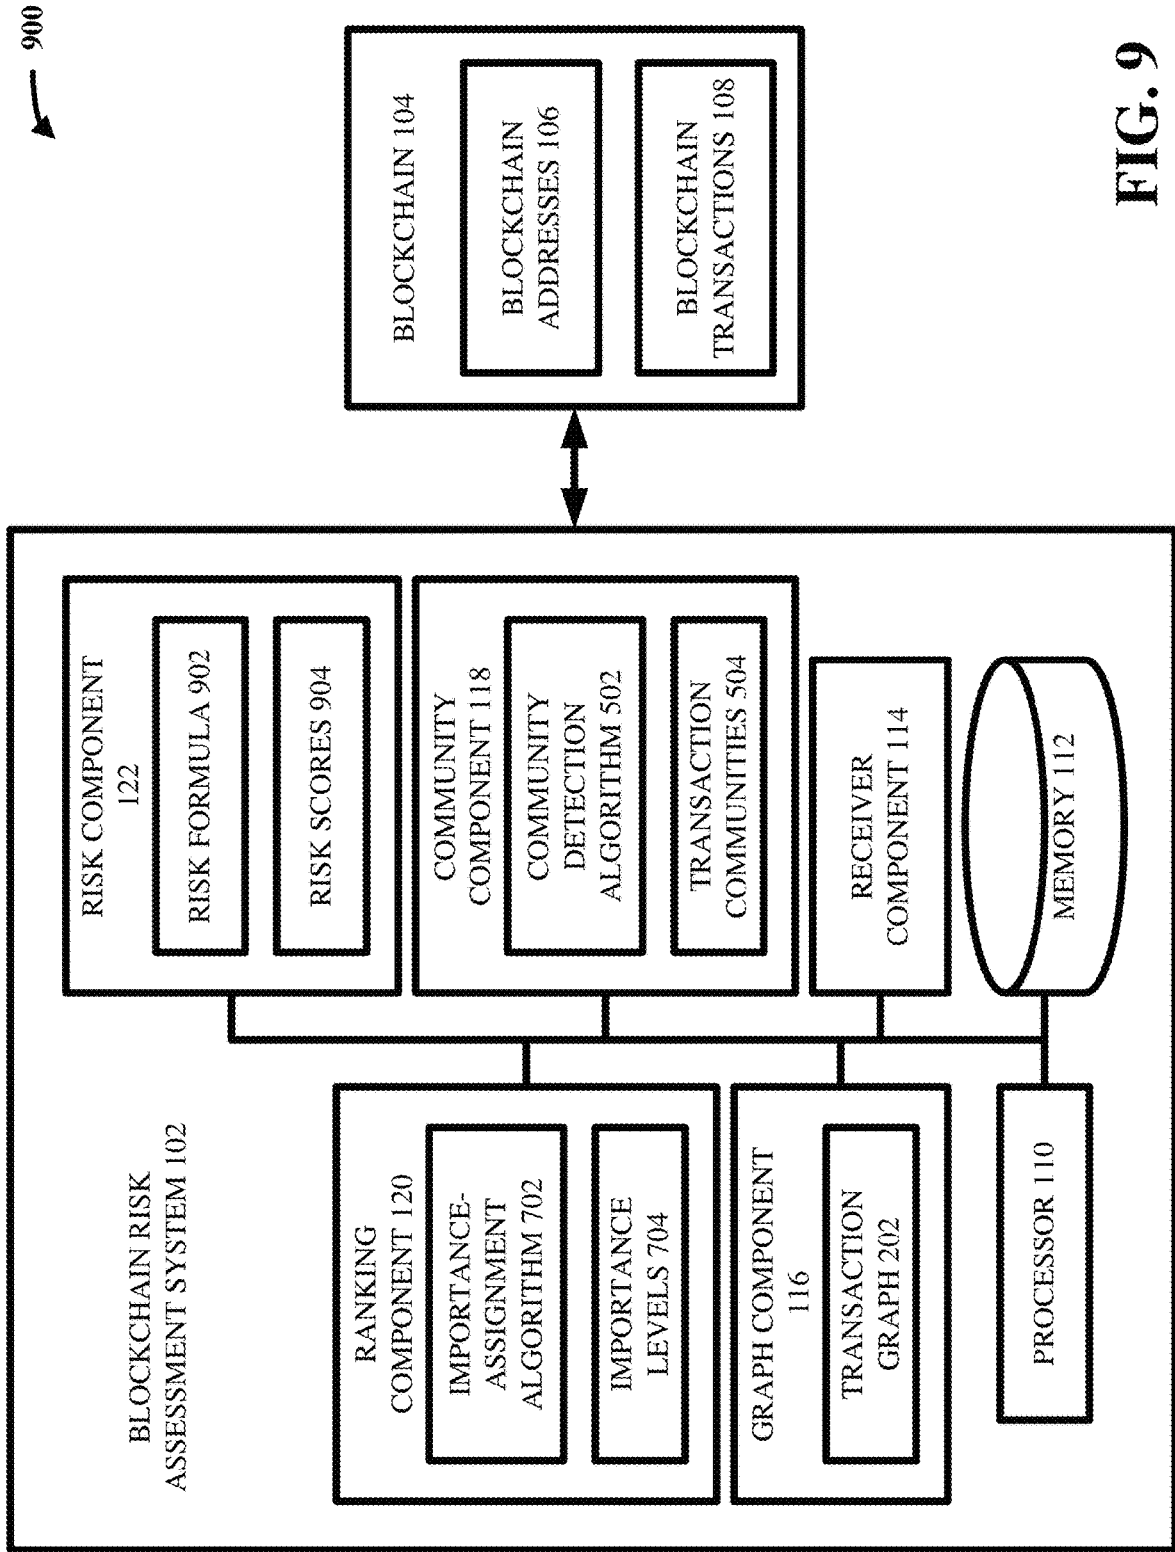 900
BLOCKCHAIN RISK
ASSESSMENT SYSTEM 102
RISK COMPONENT
122
RISK FORMULA 902
RISK SCORES 904
RANKING
COMPONENT 120
IMPORTANCE-
ASSIGNMENT
ALGORITHM 702
IMPORTANCE
LEVELS 704
COMMUNITY
COMPONENT 118
COMMUNITY
DETECTION
ALGORITHM 502
TRANSACTION
COMMUNITIES 504
GRAPH COMPONENT
116
TRANSACTION
GRAPH 202
RECEIVER
COMPONENT 114
PROCESSOR 110
MEMORY 112
BLOCKCHAIN 104
BLOCKCHAIN
ADDRESSES 106
BLOCKCHAIN
TRANSACTIONS 108
FIG. 9